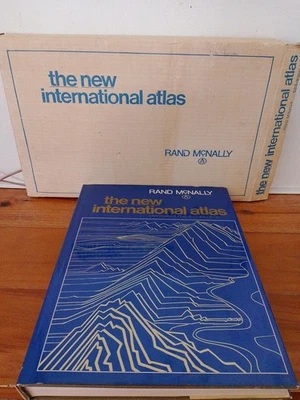 the new
international atlas
RAND McNALLY
the new international atlas
RAND McNALLY
the new
international atlas